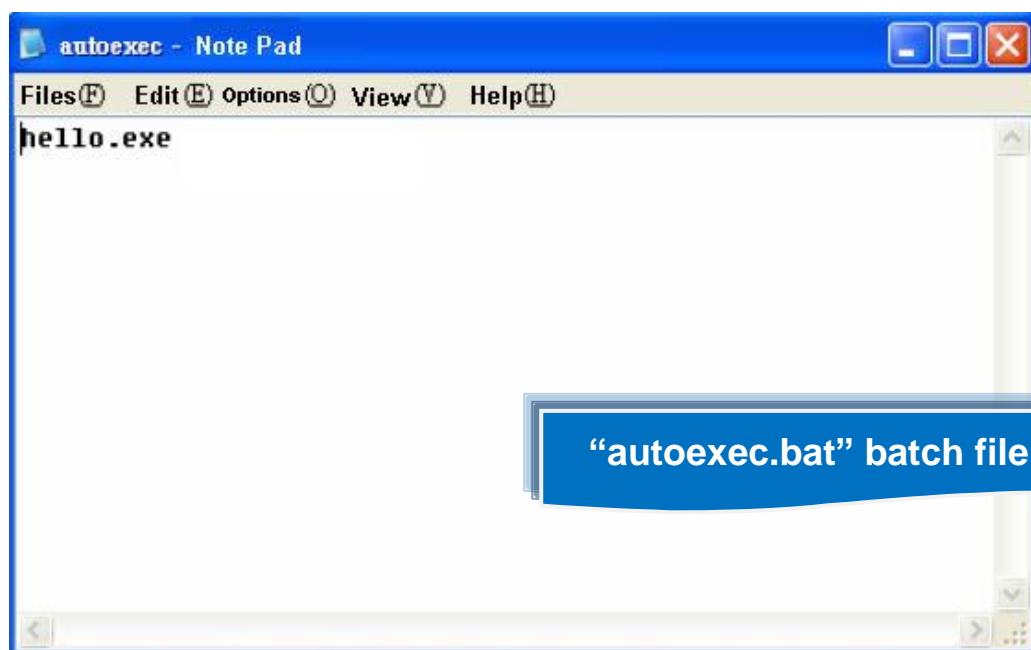 autoexec - Note Pad
Files(F) Edit(E) Options(O) View(V) Help(H)
hello.exe
“autoexec.bat” batch file